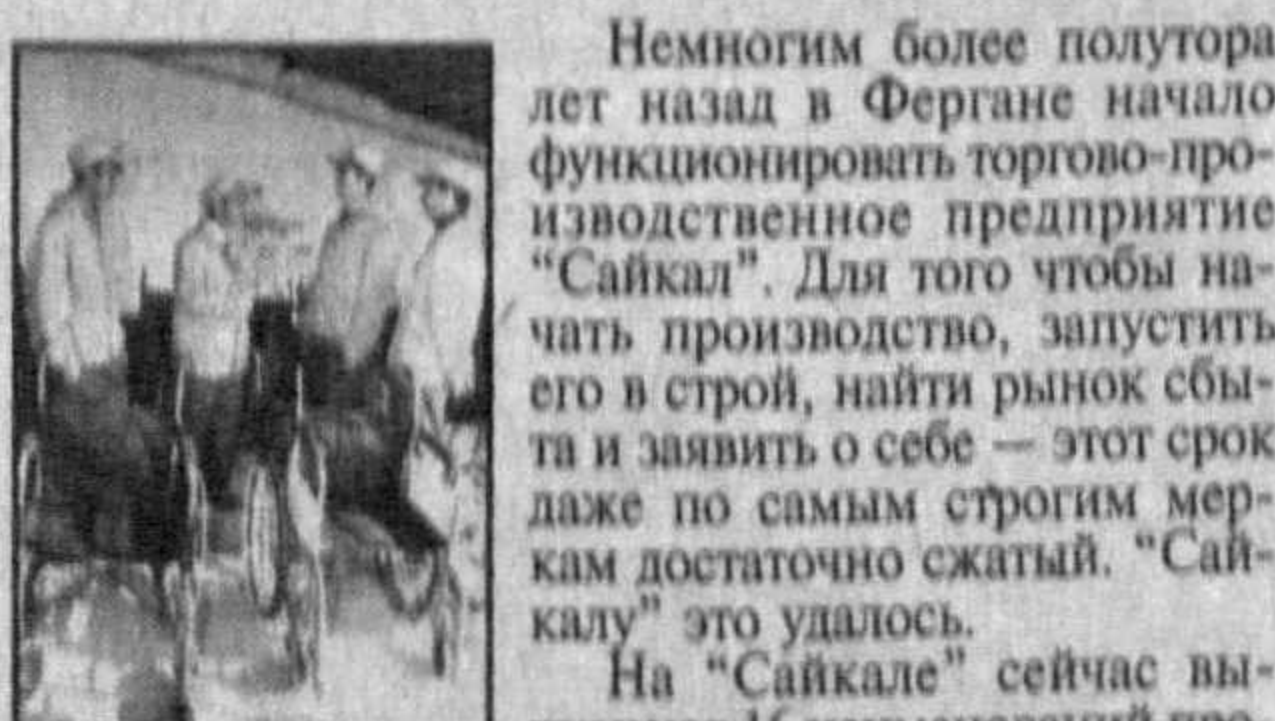 Немногим более полутора
лет назад в Фергане начало
функционировать торгово-про-
изводственное предприятие
“Сайкал”. Для того чтобы на-
чать производство, запустить
его в строй, найти рынок сбы-
та и заявить о себе — этот срок
даже по самым строгим мер-
кам достаточно сжатый. “Сай-
калу” это удалось.
На “Сайкале” сейчас вы-